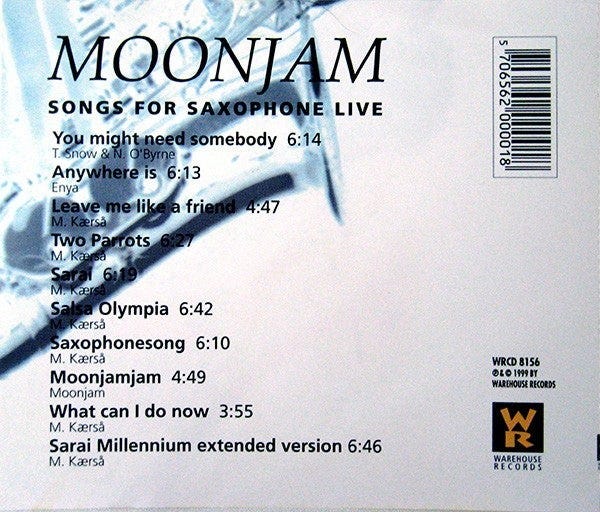 MOONJAM
SONGS FOR SAXOPHONE LIVE
You might need somebody 6:14
T. Snow & N. O'Byrne
Anywhere is 6:13
Enya
Leave me like a friend 4:47
M. Kærså
Two Parrots 6:27
M. Kærså
Sarai 6:19
M. Kærså
Salsa Olympia 6:42
M. Kærså
Saxophonesong 6:10
M. Kærså
Moonjamjam 4:49
Moonjam
What can I do now 3:55
M. Kærså
Sarai Millennium extended version 6:46
M. Kærså
5 706562 000018
WRCD 8156
℗ & © 1999 BY
WAREHOUSE RECORDS
WR
WAREHOUSE
RECORDS